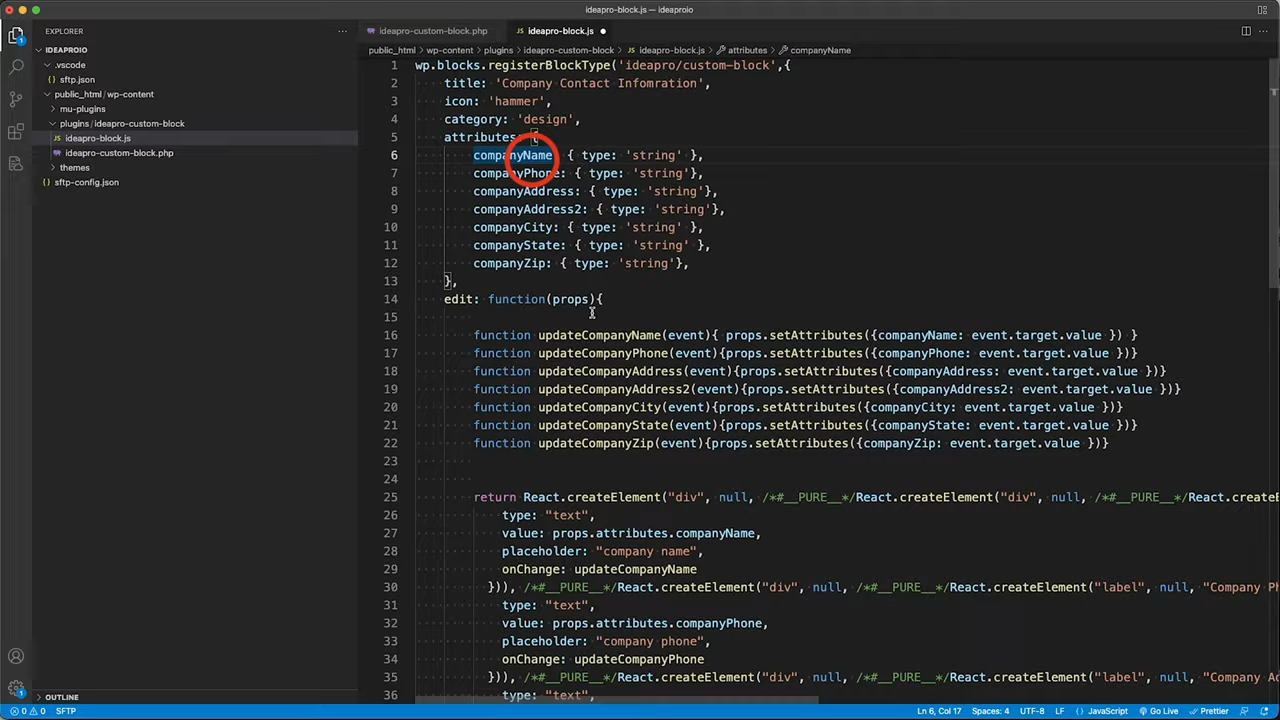 ideapro-block.js — ideaproio
EXPLORER
IDEAPROIO
.vscode
sftp.json
public_html / wp-content
mu-plugins
plugins / ideapro-custom-block
ideapro-block.js
ideapro-custom-block.php
themes
sftp-config.json
OUTLINE
ideapro-custom-block.php
ideapro-block.js
public_html > wp-content > plugins > ideapro-custom-block > ideapro-block.js > attributes > companyName
1 wp.blocks.registerBlockType('ideapro/custom-block',{
2 title: 'Company Contact Infomration',
3 icon: 'hammer',
4 category: 'design',
5 attributes: {
6 companyName: { type: 'string' },
7 companyPhone: { type: 'string'},
8 companyAddress: { type: 'string'},
9 companyAddress2: { type: 'string'},
10 companyCity: { type: 'string' },
11 companyState: { type: 'string' },
12 companyZip: { type: 'string'},
13 },
14 edit: function(props){
15
16 function updateCompanyName(event){ props.setAttributes({companyName: event.target.value }) }
17 function updateCompanyPhone(event){props.setAttributes({companyPhone: event.target.value })}
18 function updateCompanyAddress(event){props.setAttributes({companyAddress: event.target.value })}
19 function updateCompanyAddress2(event){props.setAttributes({companyAddress2: event.target.value })}
20 function updateCompanyCity(event){props.setAttributes({companyCity: event.target.value })}
21 function updateCompanyState(event){props.setAttributes({companyState: event.target.value })}
22 function updateCompanyZip(event){props.setAttributes({companyZip: event.target.value })}
23
24
25 return React.createElement("div", null, /*#__PURE__*/React.createElement("div", null, /*#__PURE__*/React.createE
26 type: "text",
27 value: props.attributes.companyName,
28 placeholder: "company name",
29 onChange: updateCompanyName
30 })), /*#__PURE__*/React.createElement("div", null, /*#__PURE__*/React.createElement("label", null, "Company Ph
31 type: "text",
32 value: props.attributes.companyPhone,
33 placeholder: "company phone",
34 onChange: updateCompanyPhone
35 })), /*#__PURE__*/React.createElement("div", null, /*#__PURE__*/React.createElement("label", null, "Company Ad
36 type: "text",
0 0 SFTP
Ln 6, Col 17 Spaces: 4 UTF-8 LF { } JavaScript Go Live Prettier